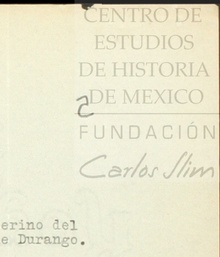 CENTRO DE
ESTUDIOS
DE HISTORIA
DE MEXICO
FUNDACIÓN
Carlos Slim
erino del
e Durango.